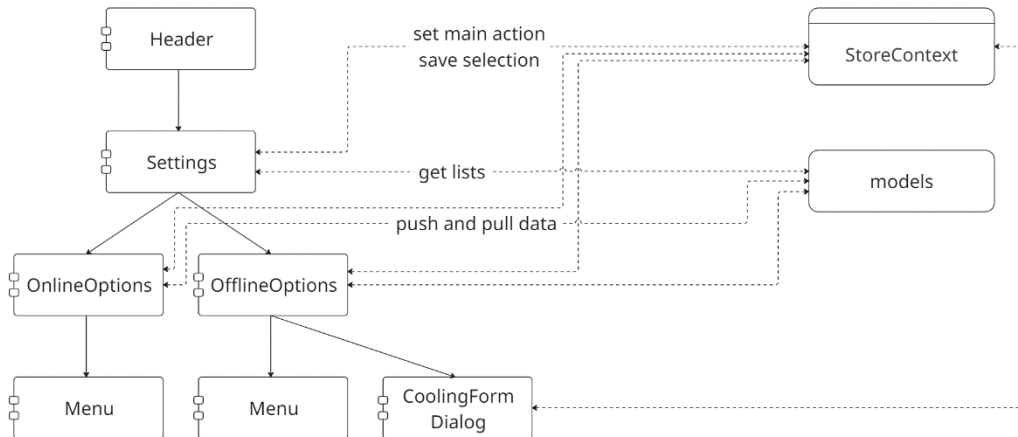 Header
set main action
save selection
StoreContext
Settings
get lists
models
push and pull data
OnlineOptions
OfflineOptions
Menu
Menu
CoolingForm
Dialog